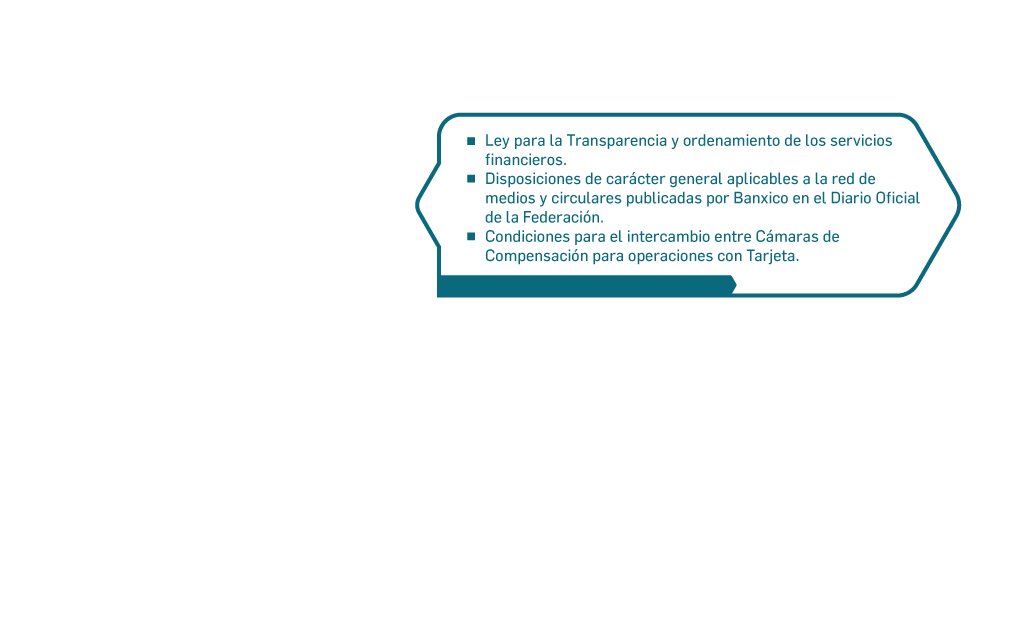 ■ Ley para la Transparencia y ordenamiento de los servicios
financieros.
■ Disposiciones de carácter general aplicables a la red de
medios y circulares publicadas por Banxico en el Diario Oficial
de la Federación.
■ Condiciones para el intercambio entre Cámaras de
Compensación para operaciones con Tarjeta.